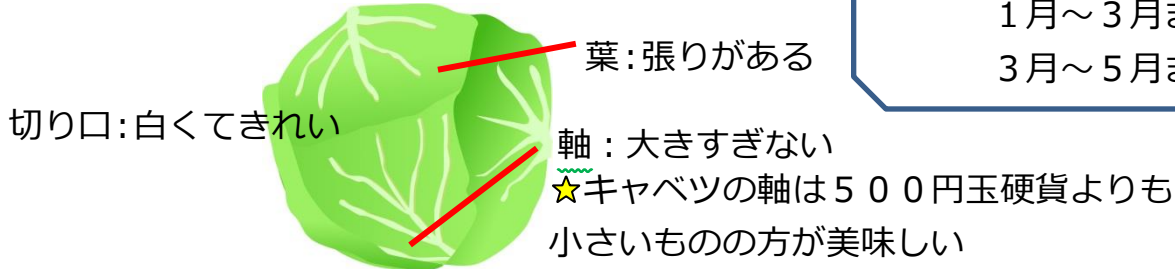 1月～3月ま
3月～5月ま
葉:張りがある
切り口:白くてきれい
軸：大きすぎない
☆キャベツの軸は５００円玉硬貨よりも
小さいものの方が美味しい